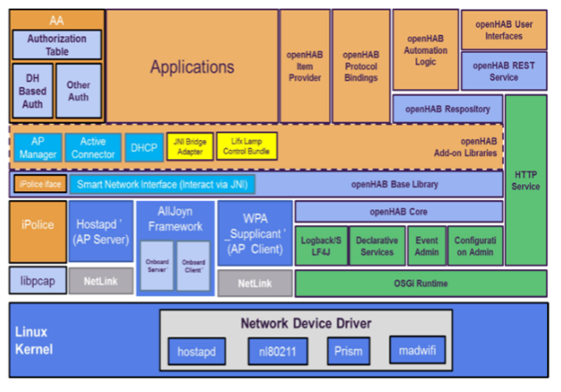 AA
Authorization
Table
DH
Based
Auth
Other
Auth
Applications
openHAB
Item
Provider
openHAB
Protocol
Bindings
openHAB
Automation
Logic
openHAB User
Interfaces
openHAB REST
Service
openHAB Respository
AP
Manager
Active
Connector
DHCP
JNI Bridge
Adapter
Lifx Lamp
Control Bundle
openHAB
Add-on Libraries
HTTP
Service
iPolice iface
Smart Network Interface (Interact via JNI)
openHAB Base Library
iPolice
Hostapd ’
(AP Server)
AllJoyn
Framework
Onboard
Server ’
Onboard
Client ’
WPA
_Supplicant ’
(AP Client)
openHAB Core
Logback/S
LF4J
Declarative
Services
Event
Admin
Configurati
on Admin
libpcap
NetLink
NetLink
OSGi Runtime
Linux
Kernel
Network Device Driver
hostapd
nl80211
Prism
madwifi